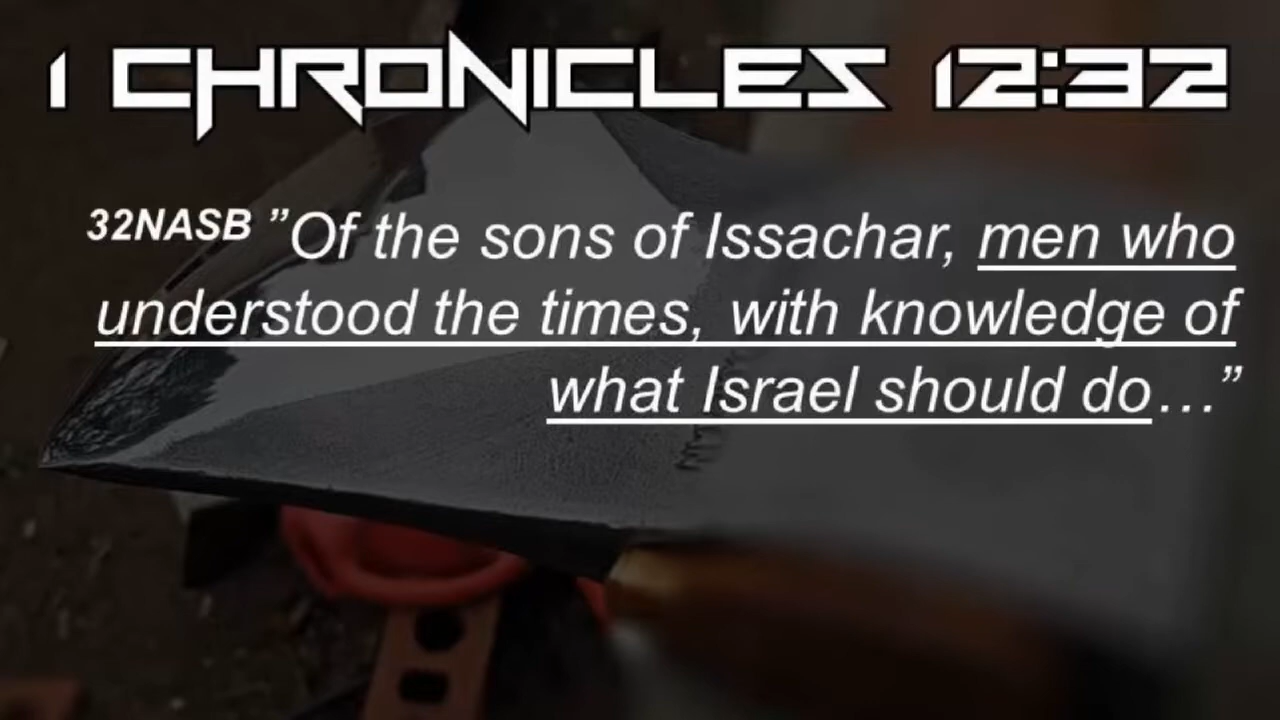 1 CHRONICLES 12:32
32NASB ”Of the sons of Issachar, men who
understood the times, with knowledge of
what Israel should do…”